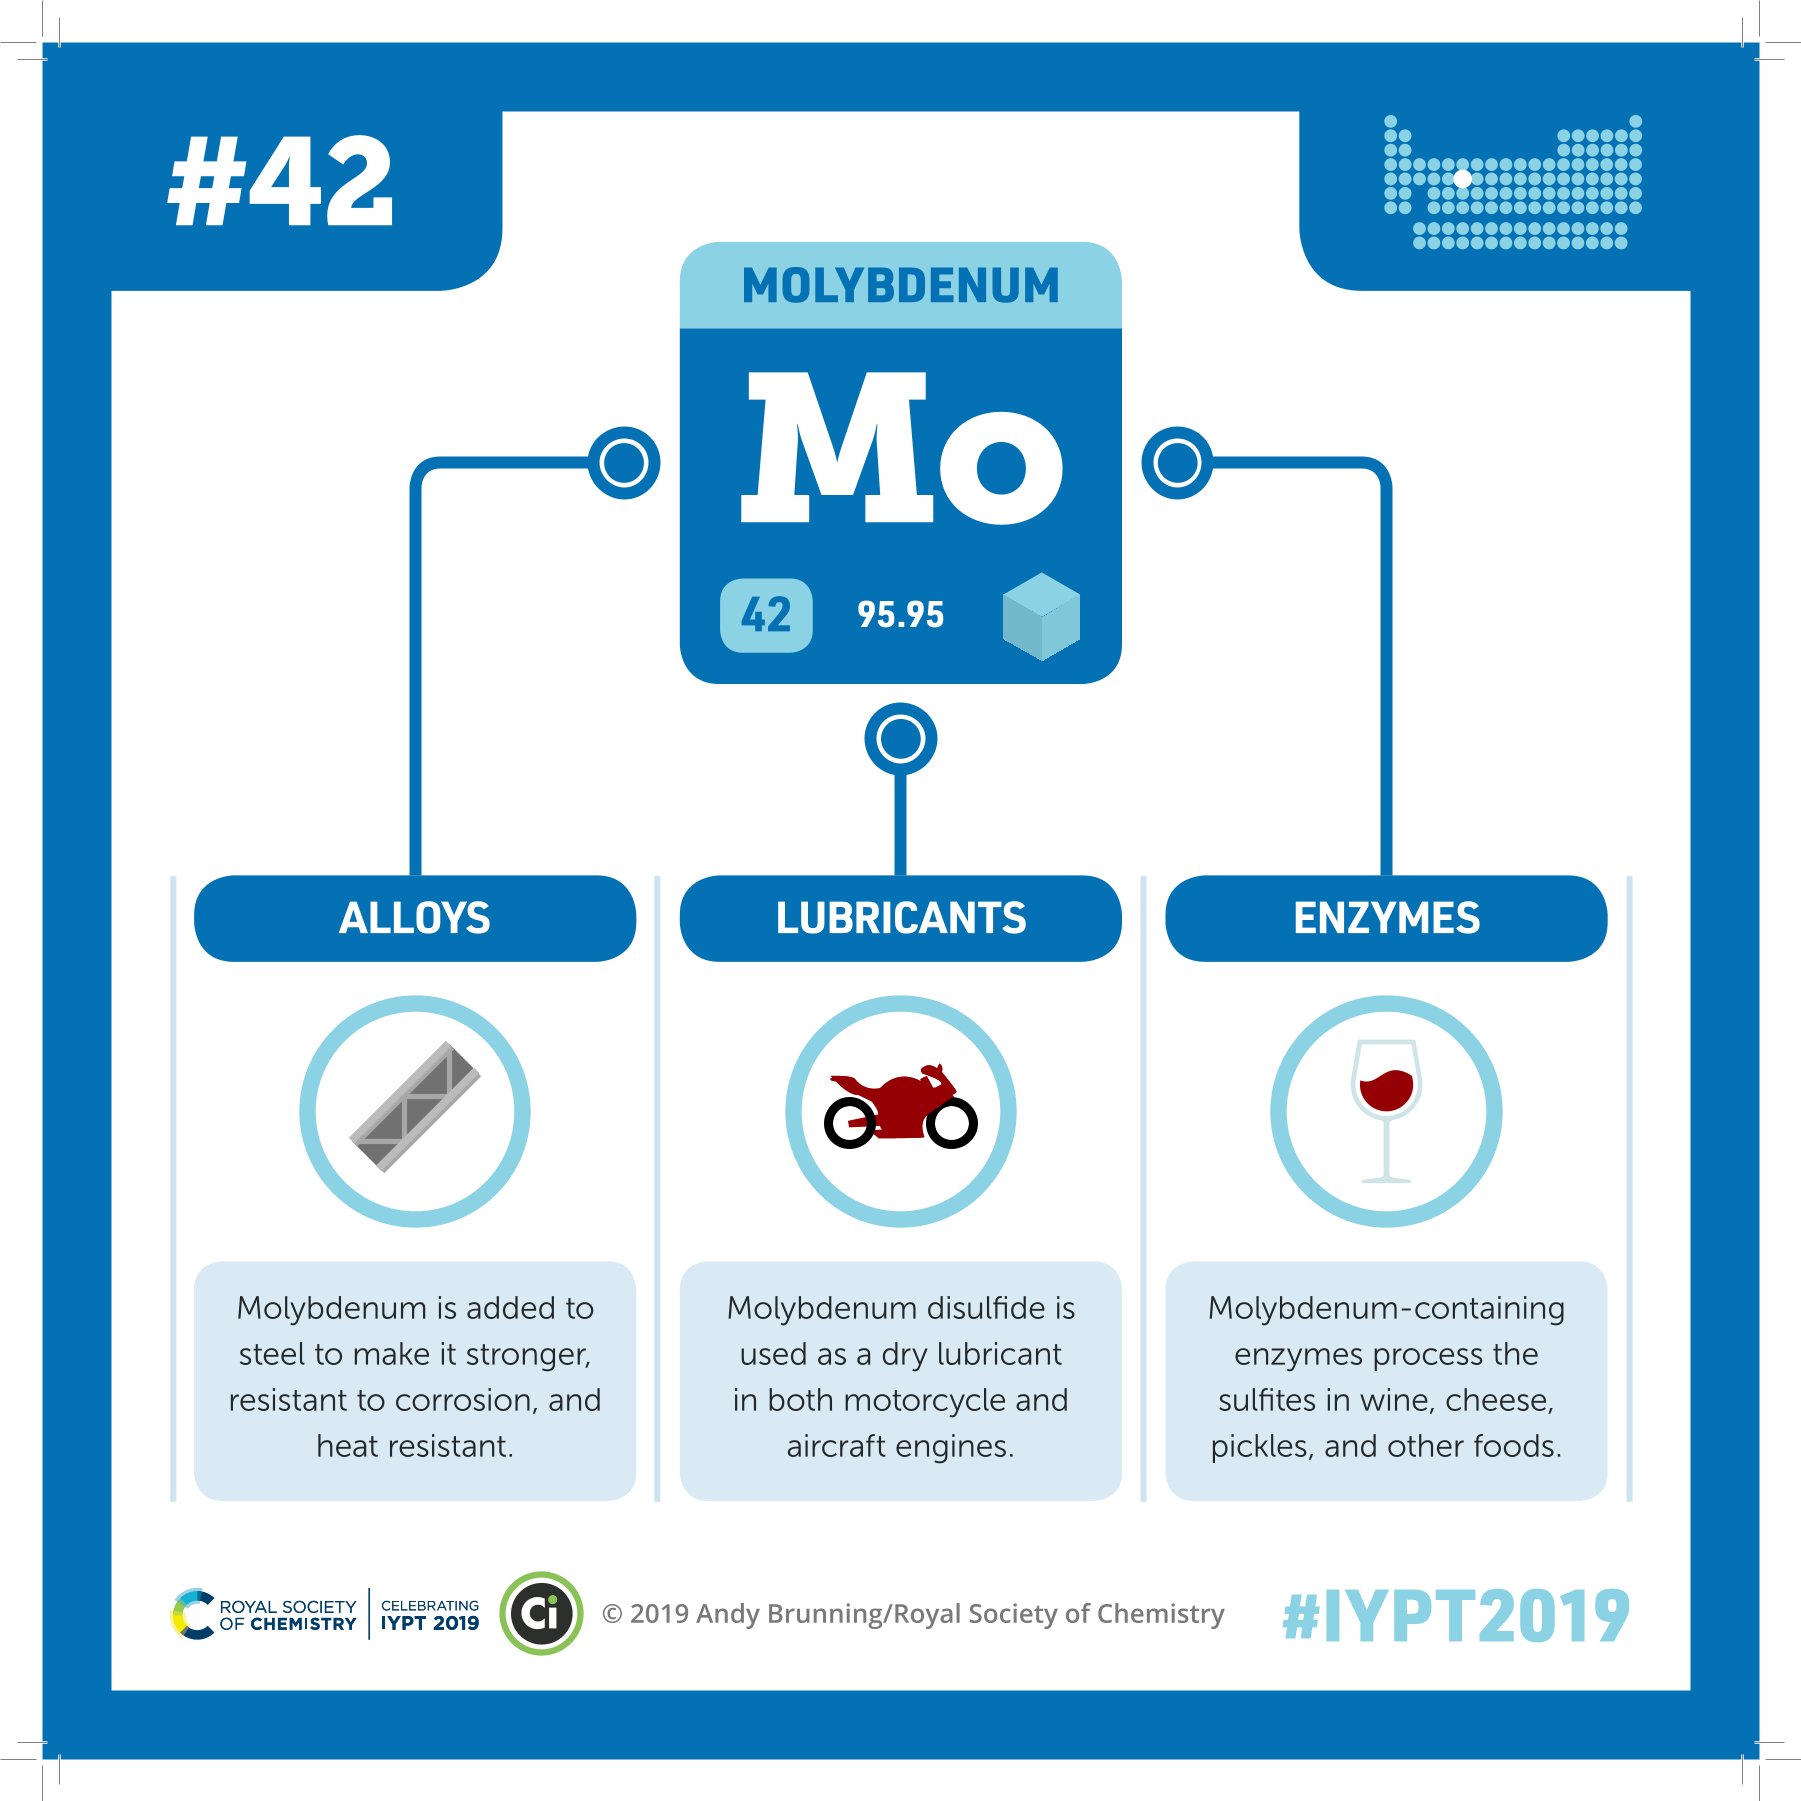 #42
MOLYBDENUM
Mo
42
95.95
ALLOYS
Molybdenum is added to
steel to make it stronger,
resistant to corrosion, and
heat resistant.
LUBRICANTS
Molybdenum disulfide is
used as a dry lubricant
in both motorcycle and
aircraft engines.
ENZYMES
Molybdenum-containing
enzymes process the
sulfites in wine, cheese,
pickles, and other foods.
ROYAL SOCIETY
OF CHEMISTRY
CELEBRATING
IYPT 2019
Ci
© 2019 Andy Brunning/Royal Society of Chemistry
#IYPT2019